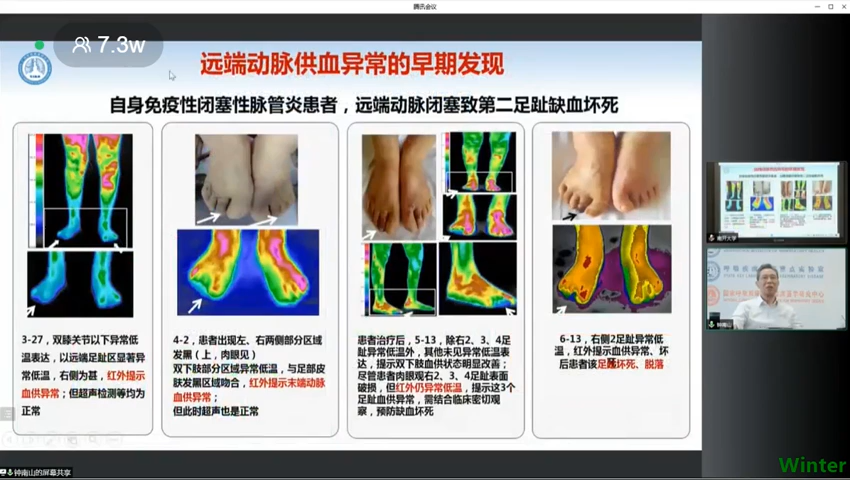 腾讯会议
7.3w
远端动脉供血异常的早期发现
自身免疫性闭塞性脉管炎患者，远端动脉闭塞致第二足趾缺血坏死
3-27，双膝关节以下异常低
温表达，以远端足趾区显著异
常低温，右侧为甚，红外提示
血供异常；但超声检测等均为
正常
4-2，患者出现左、右两侧部分区域
发黑（上，肉眼见）
双下肢部分区域异常低温，与足部皮
肤发黑区域吻合，红外提示末端动脉
血供异常；
但此时超声也是正常
患者治疗后，5-13，除右2、3、4足
趾异常低温外，其他未见异常低温表
达，提示双下肢血供状态明显改善；
尽管患者肉眼观右2、3、4足趾表面
破损，但红外仍异常低温，提示这3个
足趾血供异常，需结合临床密切观
察，预防缺血坏死
6-13，右侧2足趾异常低
温，红外提示血供异常、坏
后患者该足趾坏死、脱落
南开大学
钟南山
钟南山的屏幕共享
Winter